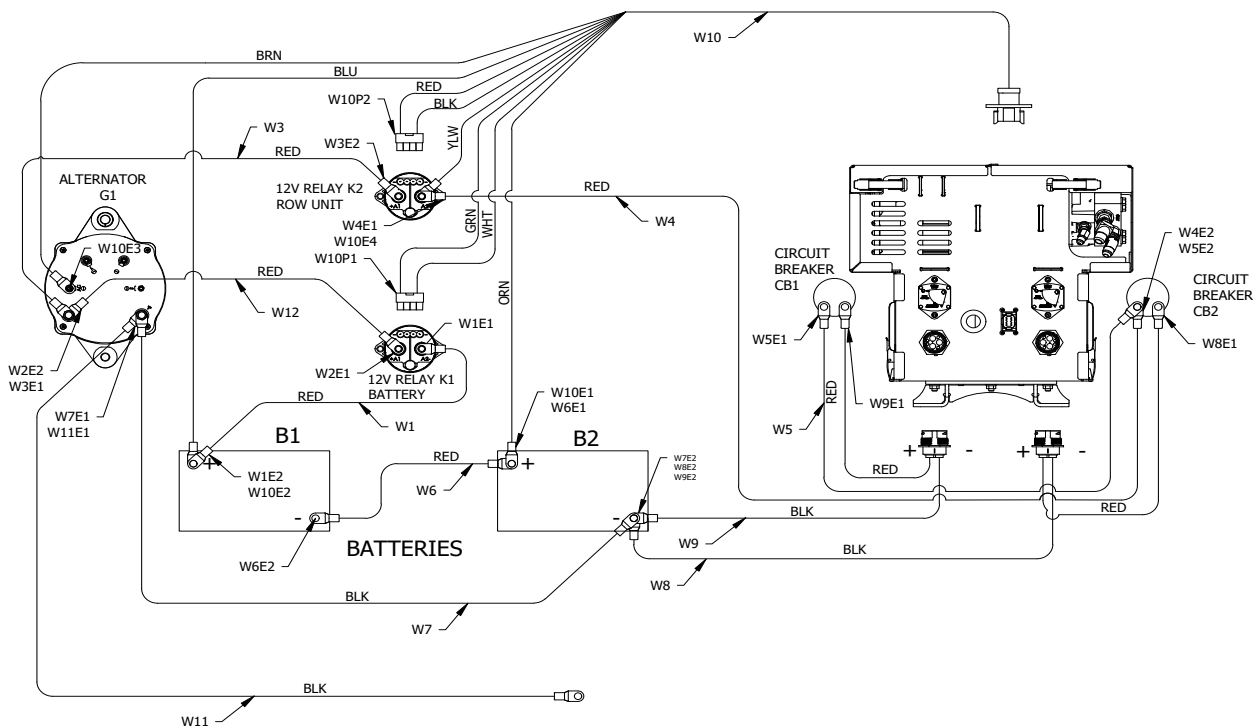 W10
BRN
BLU
RED
BLK
W10P2
YLW
W3
RED
W3E2
ALTERNATOR
G1
12V RELAY K2
ROW UNIT
+A1
A2-
RED
W4
W4E1
W10E4
W10P1
GRN
WHT
W10E3
RED
W12
ORN
CIRCUIT
BREAKER
CB1
W4E2
W5E2
CIRCUIT
BREAKER
CB2
W5E1
W8E1
W1E1
W2E1
+A1
A2-
12V RELAY K1
BATTERY
W2E2
W3E1
W7E1
W11E1
RED
W1
W10E1
W6E1
RED
W5
W9E1
B1
+
W1E2
W10E2
-
W6E2
RED
W6
B2
+
-
W7E2
W8E2
W9E2
RED
+
-
+
-
RED
BLK
W9
BLK
W8
BATTERIES
BLK
W7
BLK
W11